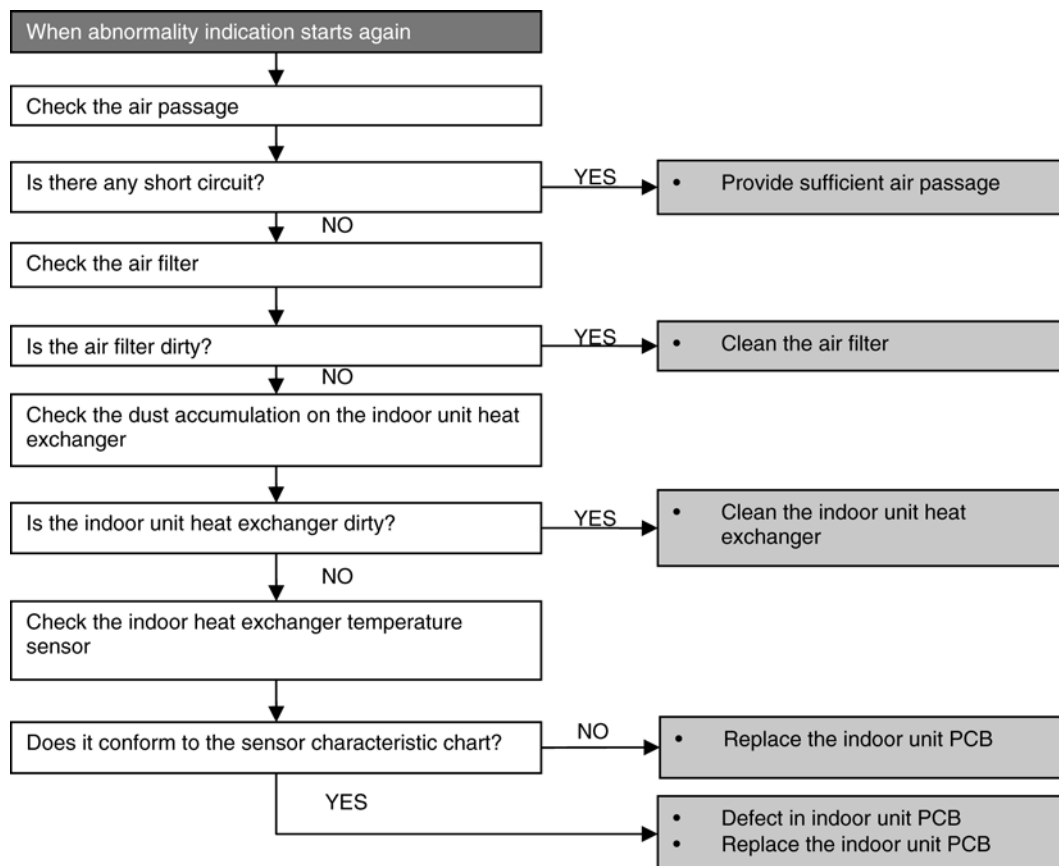 When abnormality indication starts again
Check the air passage
Is there any short circuit?
YES
• Provide sufficient air passage
NO
Check the air filter
Is the air filter dirty?
YES
• Clean the air filter
NO
Check the dust accumulation on the indoor unit heat
exchanger
Is the indoor unit heat exchanger dirty?
YES
• Clean the indoor unit heat
exchanger
NO
Check the indoor heat exchanger temperature
sensor
Does it conform to the sensor characteristic chart?
NO
• Replace the indoor unit PCB
YES
• Defect in indoor unit PCB
• Replace the indoor unit PCB